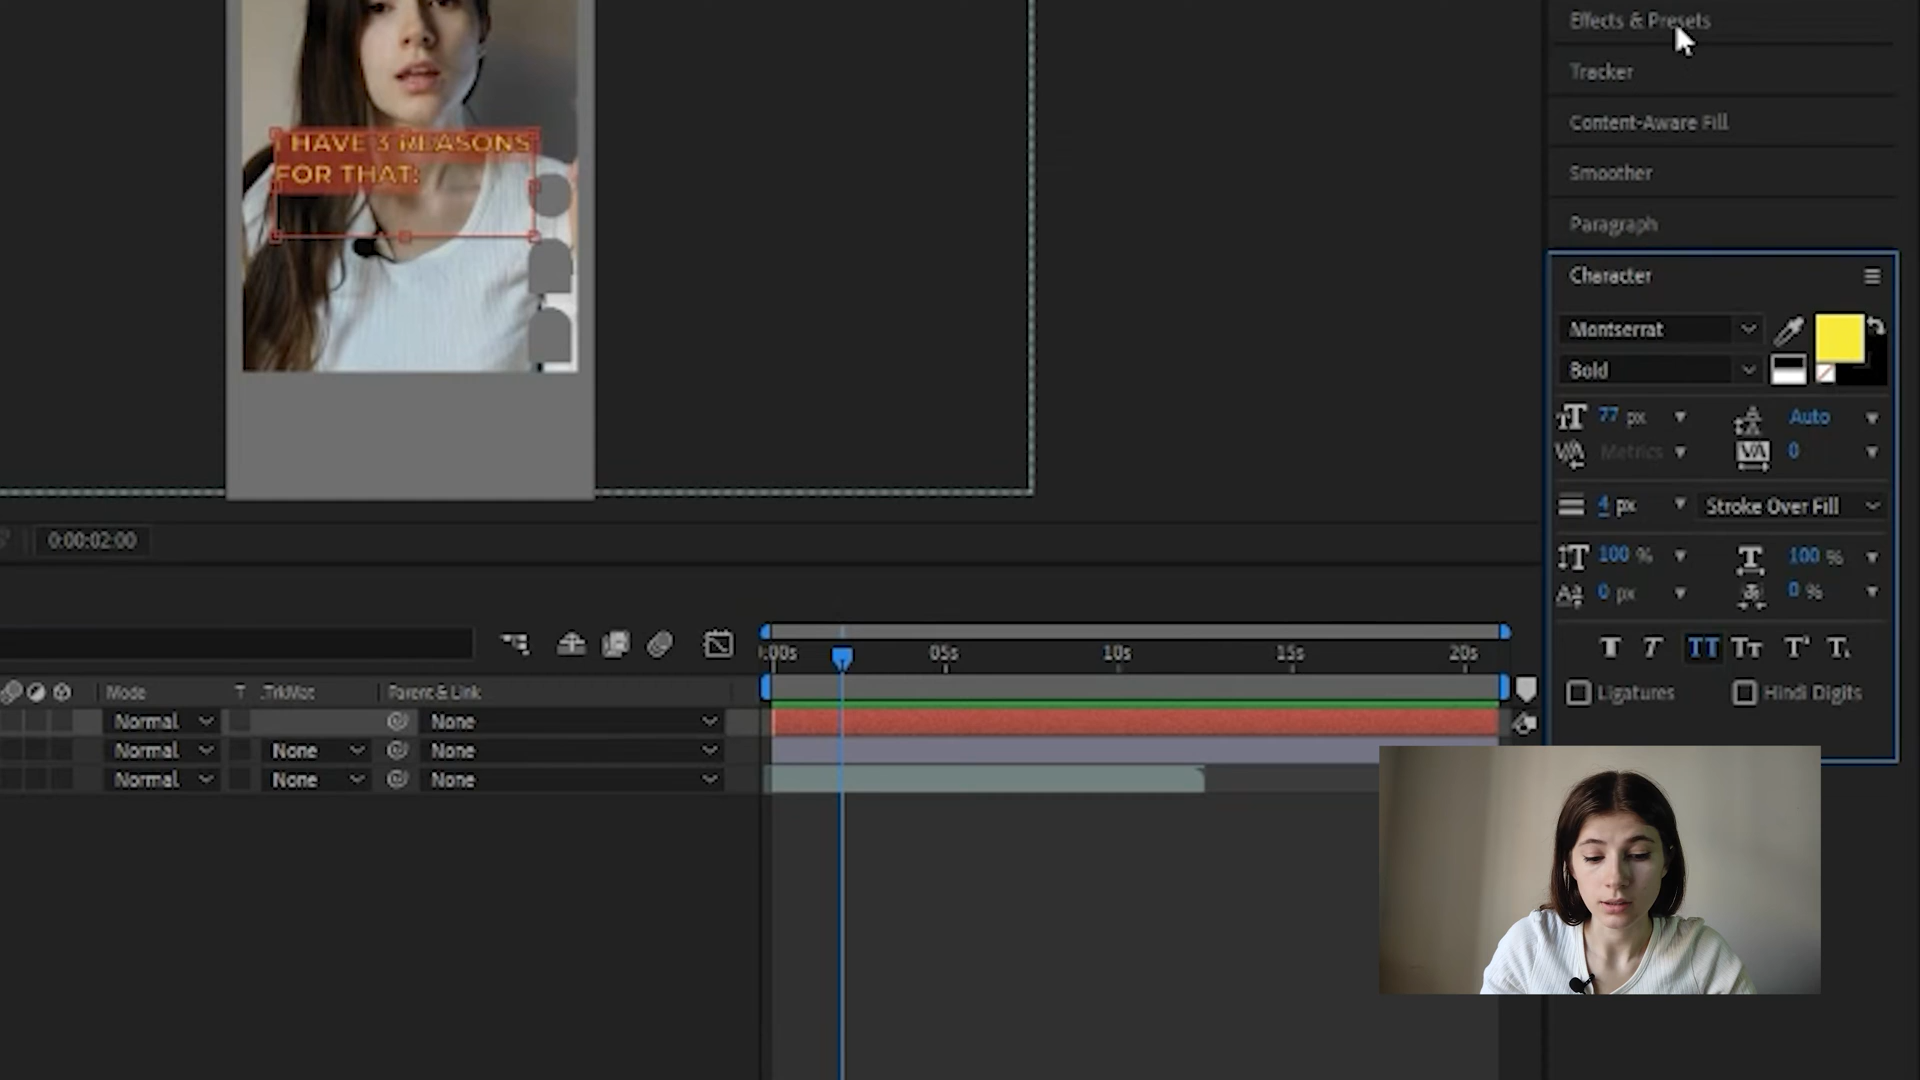 Effects & Presets
Tracker
Content-Aware Fill
Smoother
Paragraph
Character
Montserrat
Bold
77 px
Auto
Metrics
0
4 px
Stroke Over Fill
100 %
100 %
0 px
0 %
Ligatures
Hindi Digits
I HAVE 3 REASONS
FOR THAT:
0:00:02:00
:00s 05s 10s 15s 20s
Mode T .TrkMat Parent & Link
Normal None
Normal None None
Normal None None